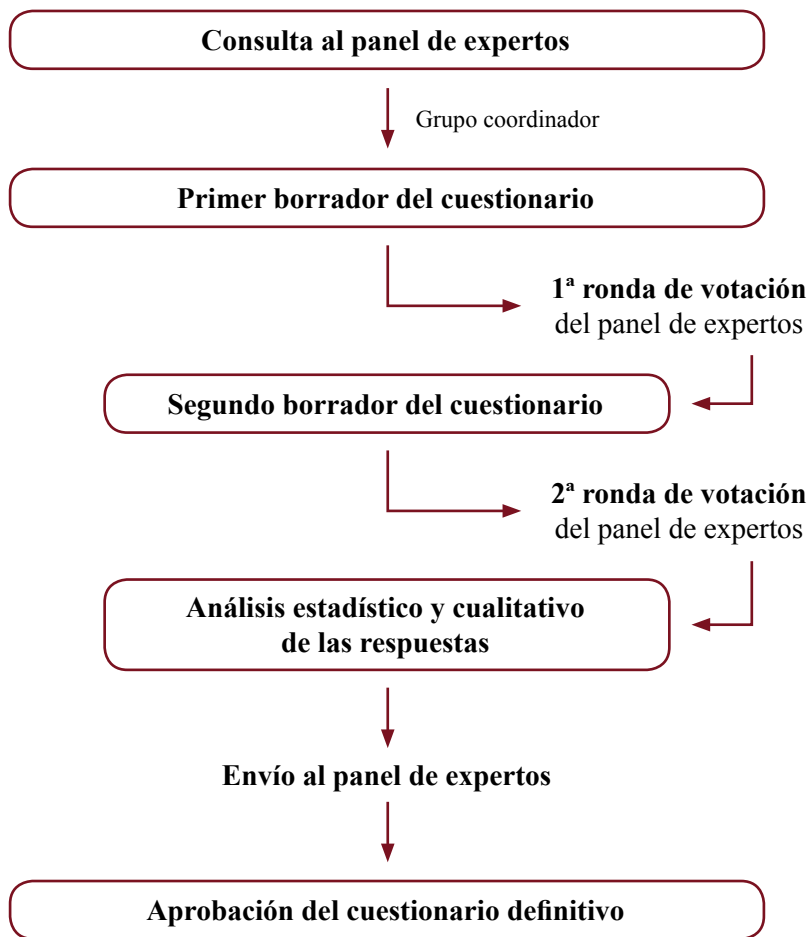 Consulta al panel de expertos
Grupo coordinador
Primer borrador del cuestionario
1ª ronda de votación
del panel de expertos
Segundo borrador del cuestionario
2ª ronda de votación
del panel de expertos
Análisis estadístico y cualitativo
de las respuestas
Envío al panel de expertos
Aprobación del cuestionario definitivo